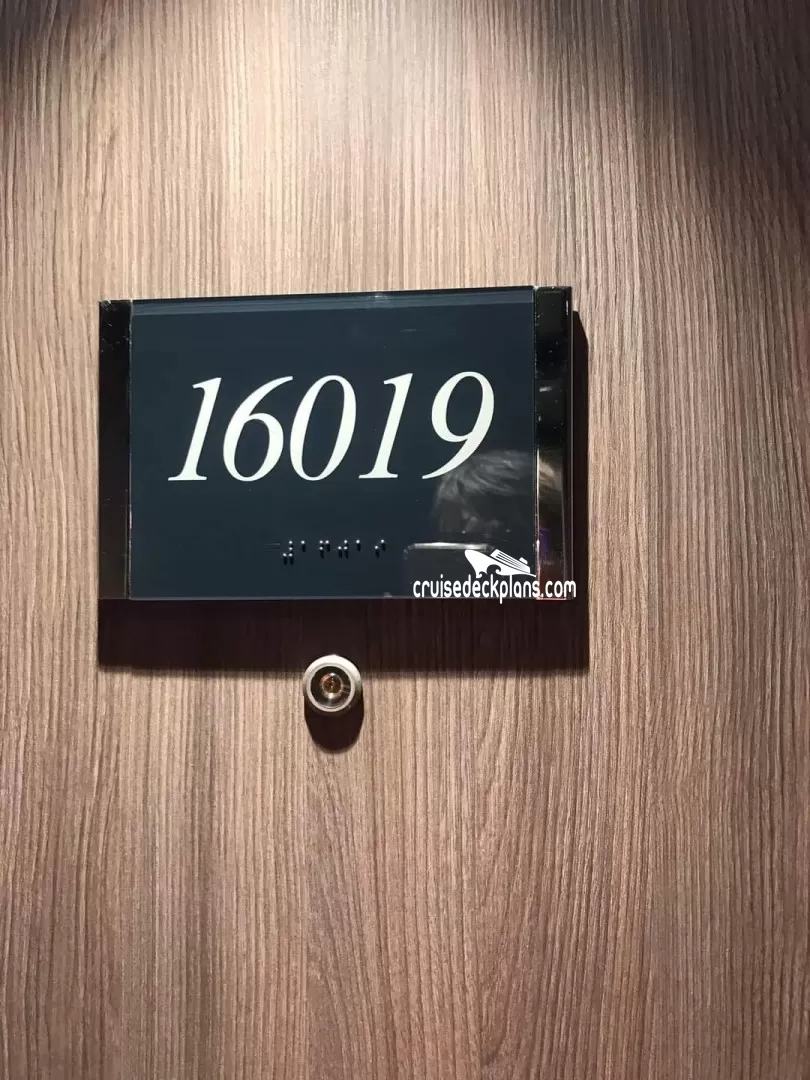 16019
⠼⠁⠋⠚⠁⠊
cruisedeckplans.com